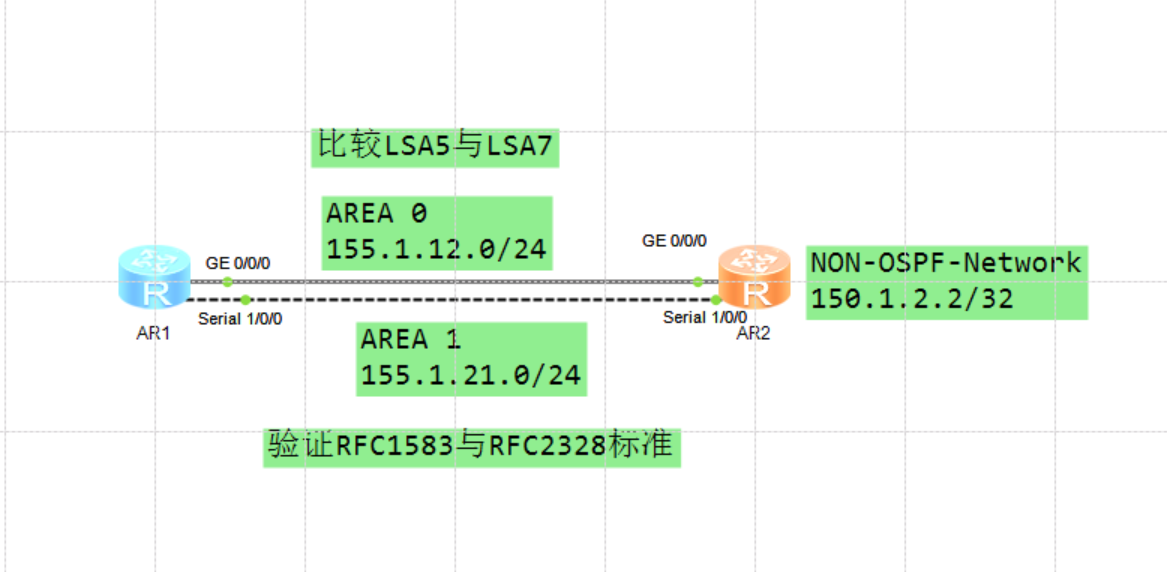 比较LSA5与LSA7
AREA 0
155.1.12.0/24
GE 0/0/0
GE 0/0/0
NON-OSPF-Network
150.1.2.2/32
R
R
Serial 1/0/0
Serial 1/0/0
AR1
AR2
AREA 1
155.1.21.0/24
验证RFC1583与RFC2328标准